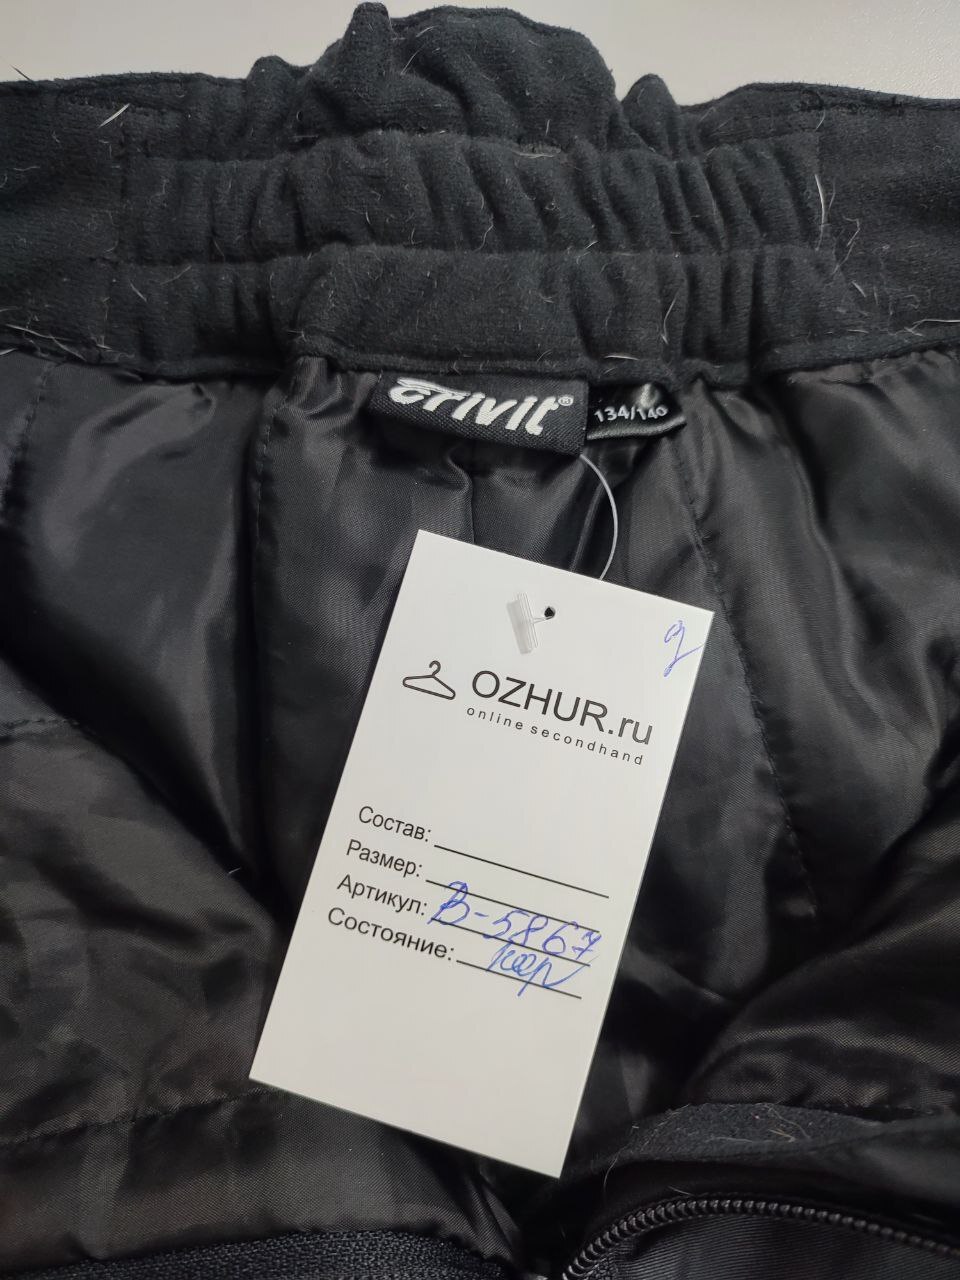 crivit®
134/140
OZHUR.ru
online secondhand
Состав:
Размер:
Артикул: В-5867
Состояние: хор